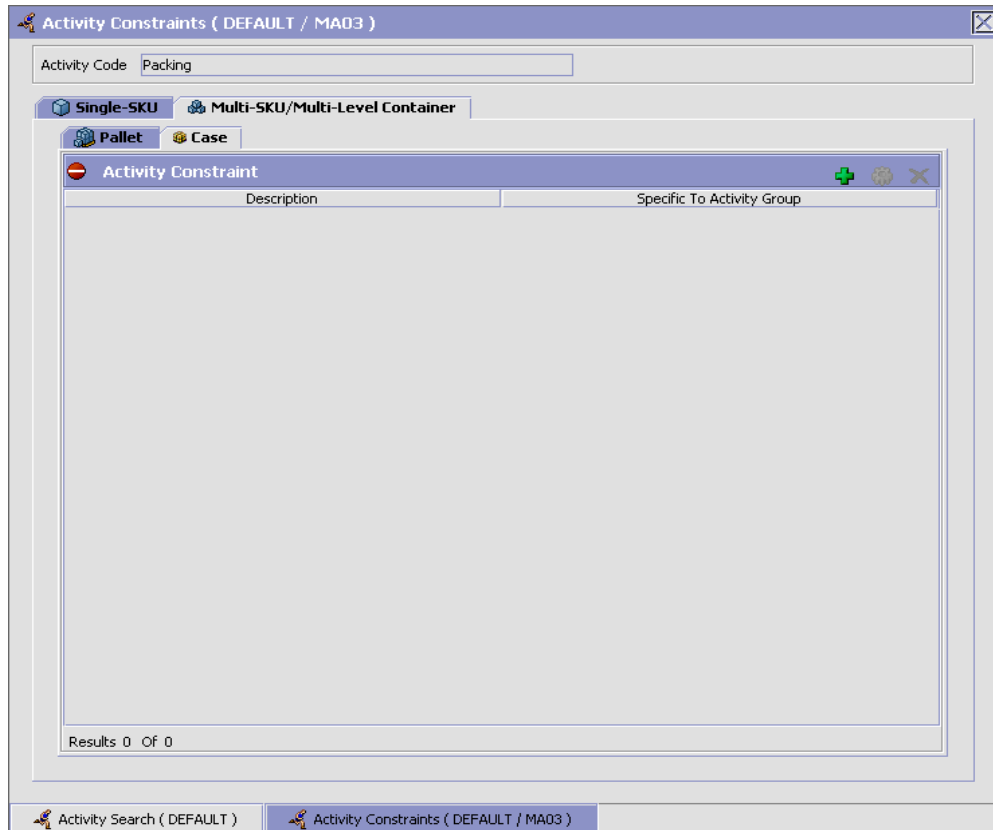 Activity Constraints ( DEFAULT / MA03 )
Activity Code Packing
Single-SKU Multi-SKU/Multi-Level Container
Pallet Case
Activity Constraint
Description Specific To Activity Group
Results 0 Of 0
Activity Search ( DEFAULT ) Activity Constraints ( DEFAULT / MA03 )